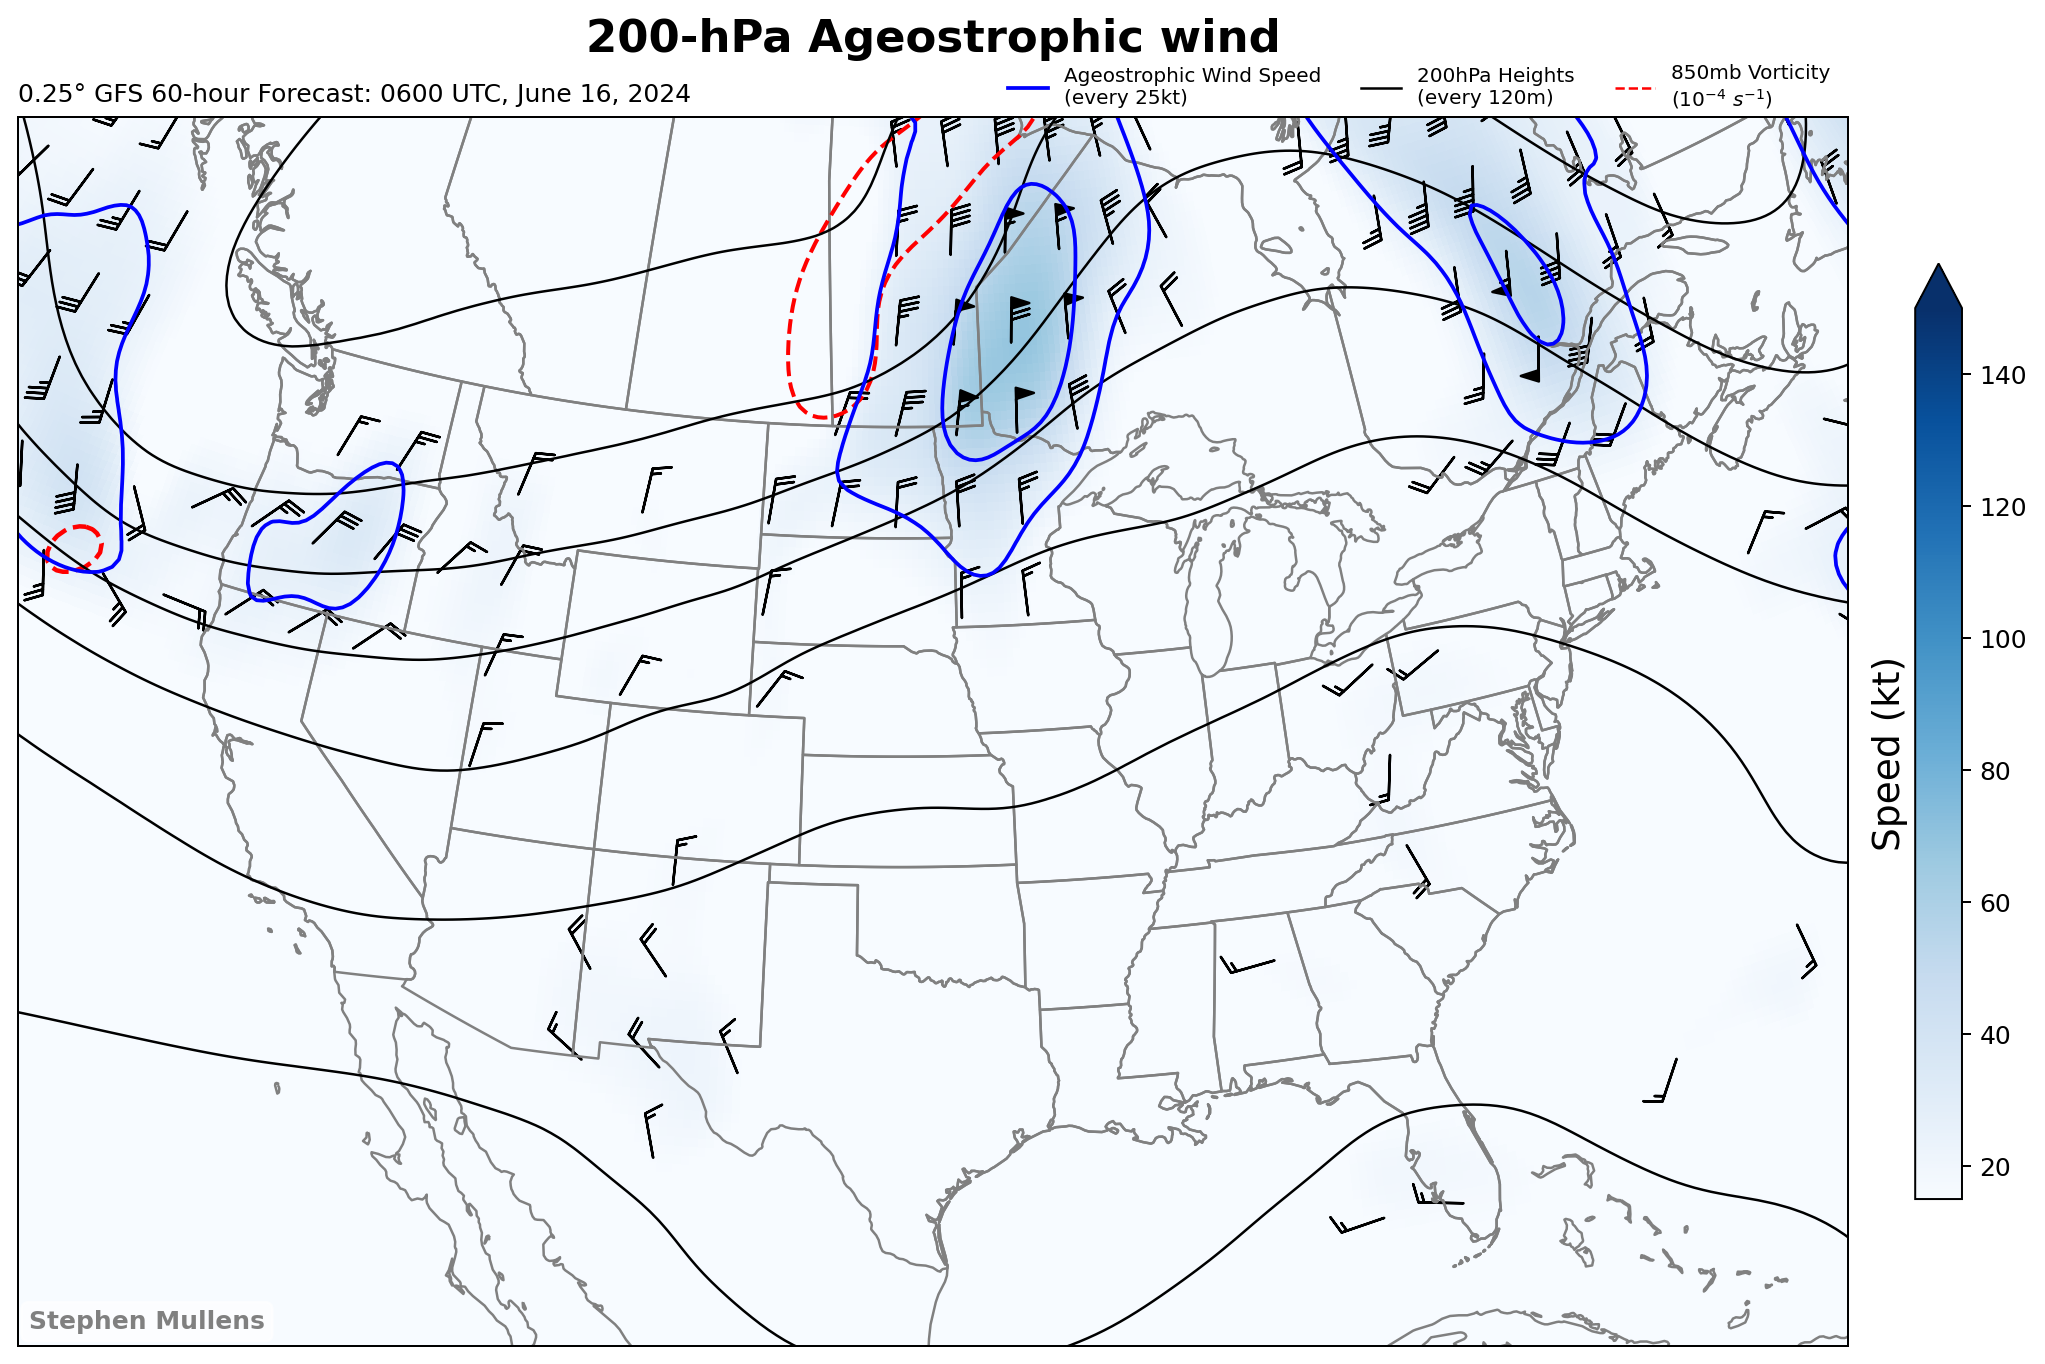 200-hPa Ageostrophic wind
0.25° GFS 60-hour Forecast: 0600 UTC, June 16, 2024
Ageostrophic Wind Speed
(every 25kt)
200hPa Heights
(every 120m)
850mb Vorticity
(10⁻⁴ s⁻¹)
140
120
100
80
60
40
20
Speed (kt)
Stephen Mullens